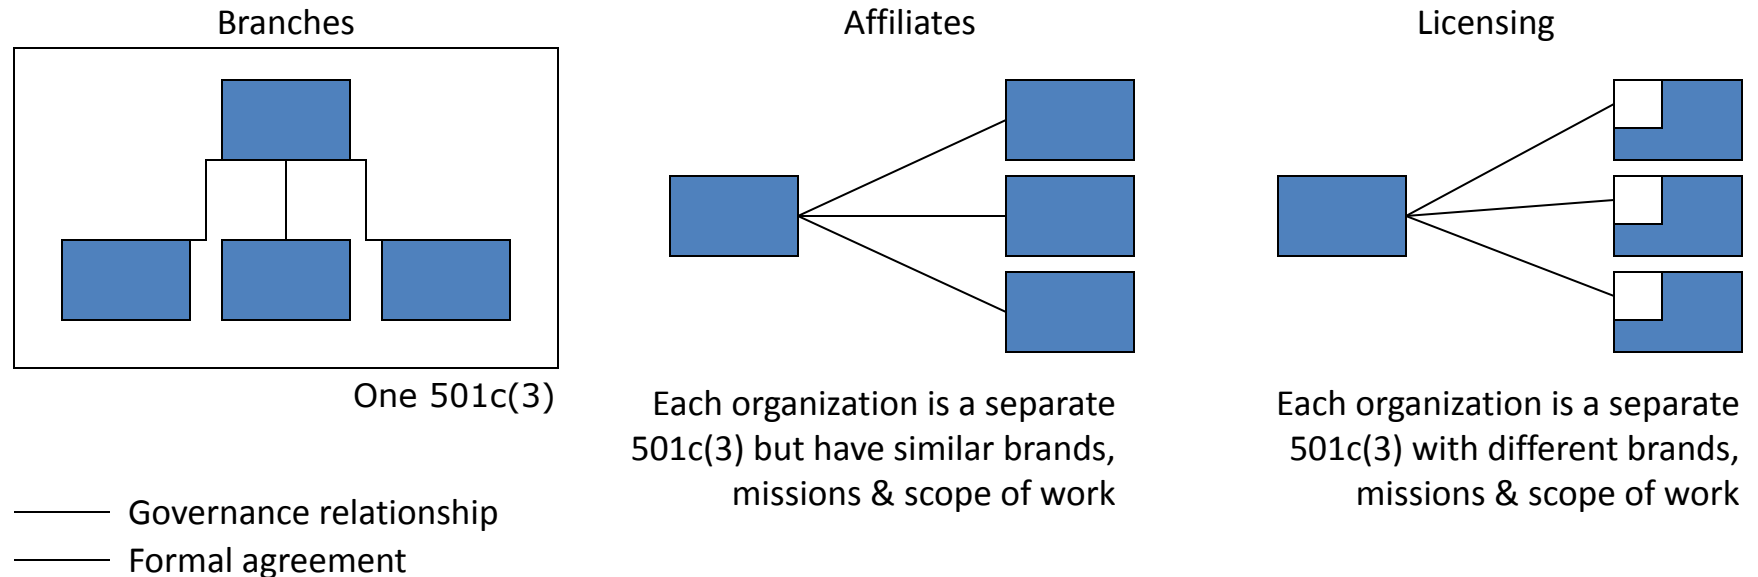 Branches
Affiliates
Licensing
One 501c(3)
Each organization is a separate
501c(3) but have similar brands,
missions & scope of work
Each organization is a separate
501c(3) with different brands,
missions & scope of work
Governance relationship
Formal agreement